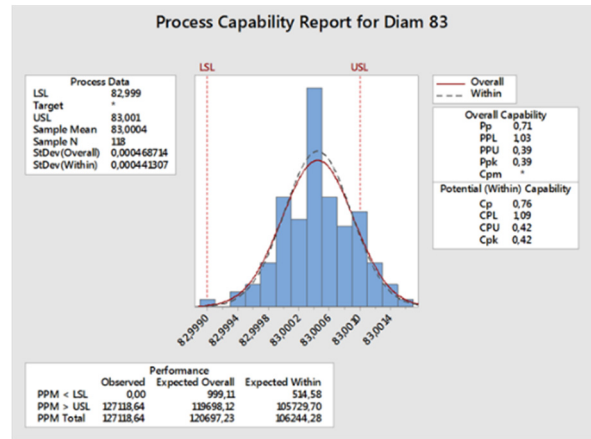 Process Capability Report for Diam 83
LSL
USL
Process Data
LSL 82,999
Target *
USL 83,001
Sample Mean 83,0004
Sample N 118
StDev(Overall) 0,000468714
StDev(Within) 0,000441307
Overall
Within
Overall Capability
Pp 0,71
PPL 1,03
PPU 0,39
Ppk 0,39
Cpm *
Potential (Within) Capability
Cp 0,76
CPL 1,09
CPU 0,42
Cpk 0,42
82,9990 82,9994 82,9998 83,0002 83,0006 83,0010 83,0014
Performance
Observed Expected Overall Expected Within
PPM < LSL 0,00 999,11 514,58
PPM > USL 127118,64 119698,12 105729,70
PPM Total 127118,64 120697,23 106244,28